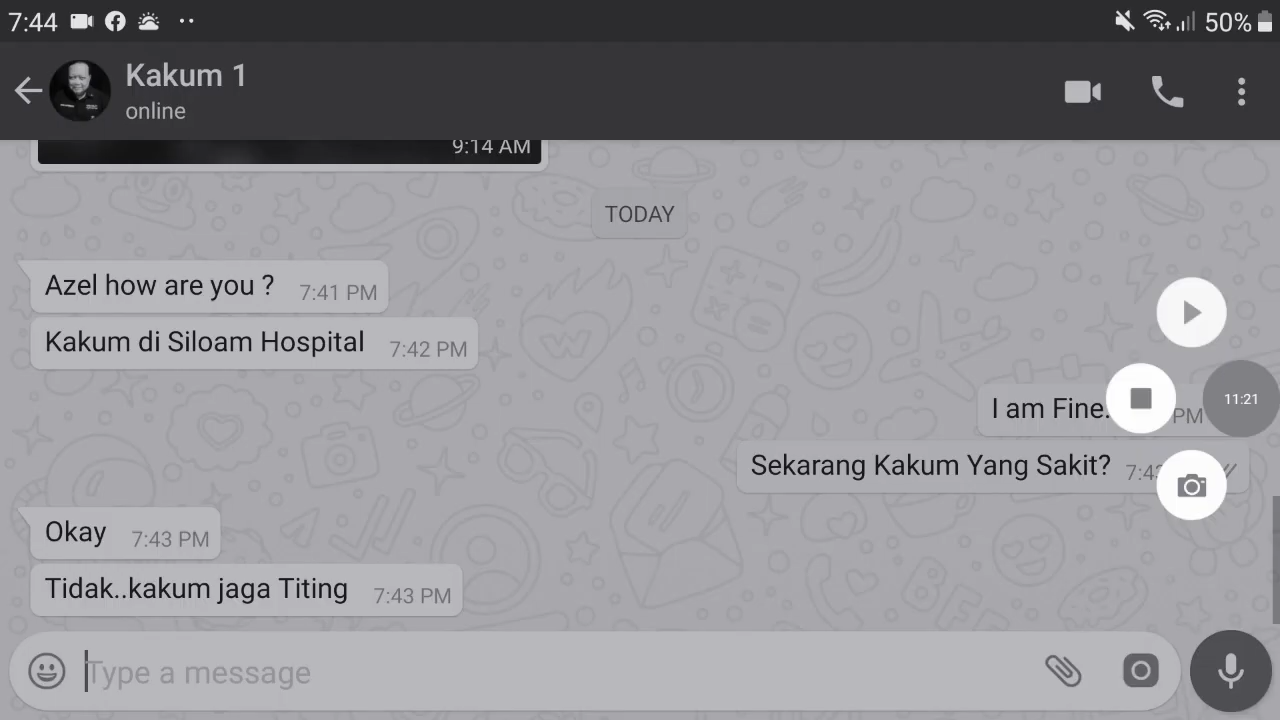 7:44
50%
Kakum 1
online
9:14 AM
TODAY
Azel how are you ? 7:41 PM
Kakum di Siloam Hospital 7:42 PM
I am Fine. PM
11:21
Sekarang Kakum Yang Sakit? 7:43
Okay 7:43 PM
Tidak..kakum jaga Titing 7:43 PM
Type a message